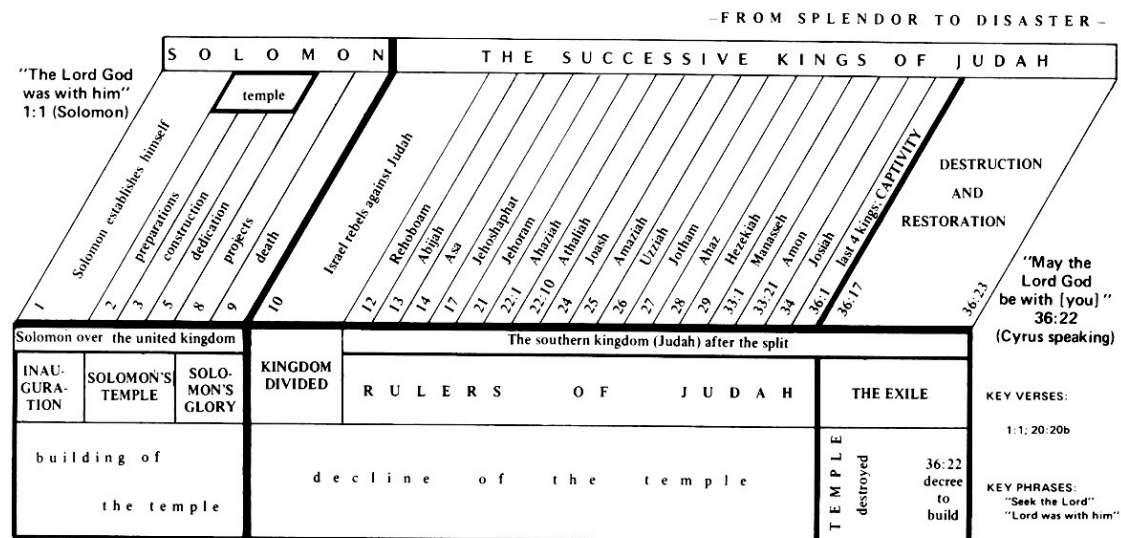 –FROM SPLENDOR TO DISASTER–
SOLOMON
THE SUCCESSIVE KINGS OF JUDAH
"The Lord God
was with him"
1:1 (Solomon)
temple
Solomon establishes himself
preparations
construction
dedication
projects
death
Israel rebels against Judah
Rehoboam
Abijah
Asa
Jehoshaphat
Jehoram
Ahaziah
Athaliah
Joash
Amaziah
Uzziah
Jotham
Ahaz
Hezekiah
Manasseh
Amon
Josiah
last 4 kings: CAPTIVITY
DESTRUCTION
AND
RESTORATION
"May the
Lord God
be with [you]"
36:22
(Cyrus speaking)
1 2 3 5 8 9 10 12 13 14 17 21 22:1 22:10 24 25 26 27 28 29 33:1 33:21 34 36:1 36:17 36:23
Solomon over the united kingdom
The southern kingdom (Judah) after the split
INAU-
GURA-
TION
SOLOMON'S
TEMPLE
SOLO-
MON'S
GLORY
KINGDOM
DIVIDED
RULERS OF JUDAH
THE EXILE
KEY VERSES:
1:1; 20:20b
building of
the temple
decline of the temple
TEMPLE
destroyed
36:22
decree
to
build
KEY PHRASES:
"Seek the Lord"
"Lord was with him"